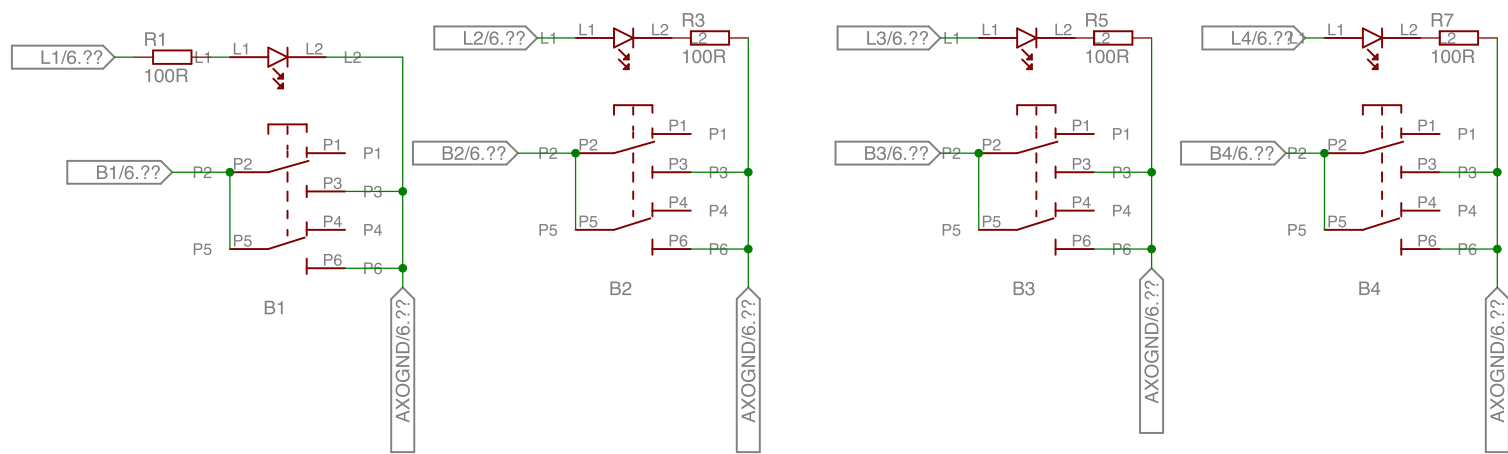 L1/6.??
R1
100R
L1
L1
L2
L2
B1/6.??
P2
P2
P1
P1
P3
P3
P5
P5
P4
P4
P6
P6
B1
AXOGND/6.??
L2/6.??
L1
L1
L2
R3
L2
100R
B2/6.??
P2
P2
P1
P1
P3
P3
P5
P5
P4
P4
P6
P6
B2
AXOGND/6.??
L3/6.??
L1
L1
L2
R5
L2
100R
B3/6.??
P2
P2
P1
P1
P3
P3
P5
P5
P4
P4
P6
P6
B3
AXOGND/6.??
L4/6.??
L1
L1
L2
R7
L2
100R
B4/6.??
P2
P2
P1
P1
P3
P3
P5
P5
P4
P4
P6
P6
B4
AXOGND/6.??